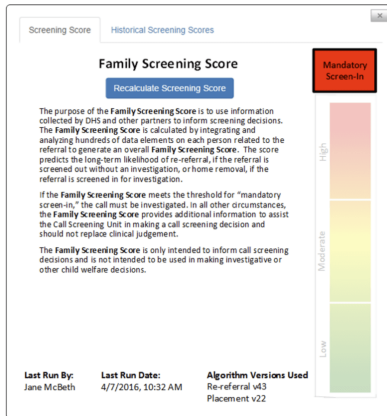 Screening Score Historical Screening Scores
Family Screening Score
Mandatory
Screen-In
Recalculate Screening Score
The purpose of the Family Screening Score is to use information
collected by DHS and other partners to inform screening decisions.
The Family Screening Score is calculated by integrating and
analyzing hundreds of data elements on each person related to the
referral to generate an overall Family Screening Score. The score
predicts the long-term likelihood of re-referral, if the referral is
screened out without an investigation, or home removal, if the
referral is screened in for investigation.
If the Family Screening Score meets the threshold for "mandatory
screen-in," the call must be investigated. In all other circumstances,
the Family Screening Score provides additional information to assist
the Call Screening Unit in making a call screening decision and
should not replace clinical judgement.
The Family Screening Score is only intended to inform call screening
decisions and is not intended to be used in making investigative or
other child welfare decisions.
High
Moderate
Low
Last Run By: Last Run Date: Algorithm Versions Used
Jane McBeth 4/7/2016, 10:32 AM Re-referral v43
Placement v22